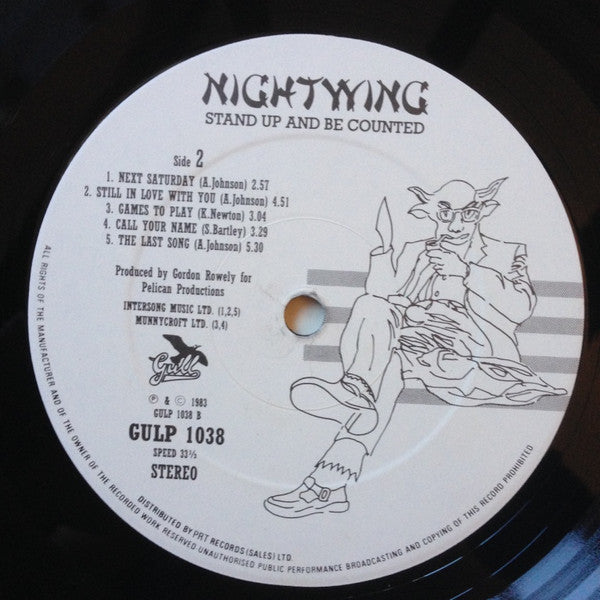 NIGHTWING
STAND UP AND BE COUNTED
Side 2
1. NEXT SATURDAY (A.Johnson) 2.57
2. STILL IN LOVE WITH YOU (A.Johnson) 4.51
3. GAMES TO PLAY (K.Newton) 3.04
4. CALL YOUR NAME (S.Bartley) 3.29
5. THE LAST SONG (A.Johnson) 5.30
Produced by Gordon Rowely for
Pelican Productions
INTERSONG MUSIC LTD. (1,2,5)
MUNNYCROFT LTD. (3,4)
Gull
℗ & © 1983
GULP 1038 B
GULP 1038
SPEED 33⅓
STEREO
ALL RIGHTS OF THE MANUFACTURER AND OF THE OWNER OF THE RECORDED WORK RESERVED UNAUTHORISED PUBLIC PERFORMANCE BROADCASTING AND COPYING OF THIS RECORD PROHIBITED
DISTRIBUTED BY PRT RECORDS (SALES) LTD.